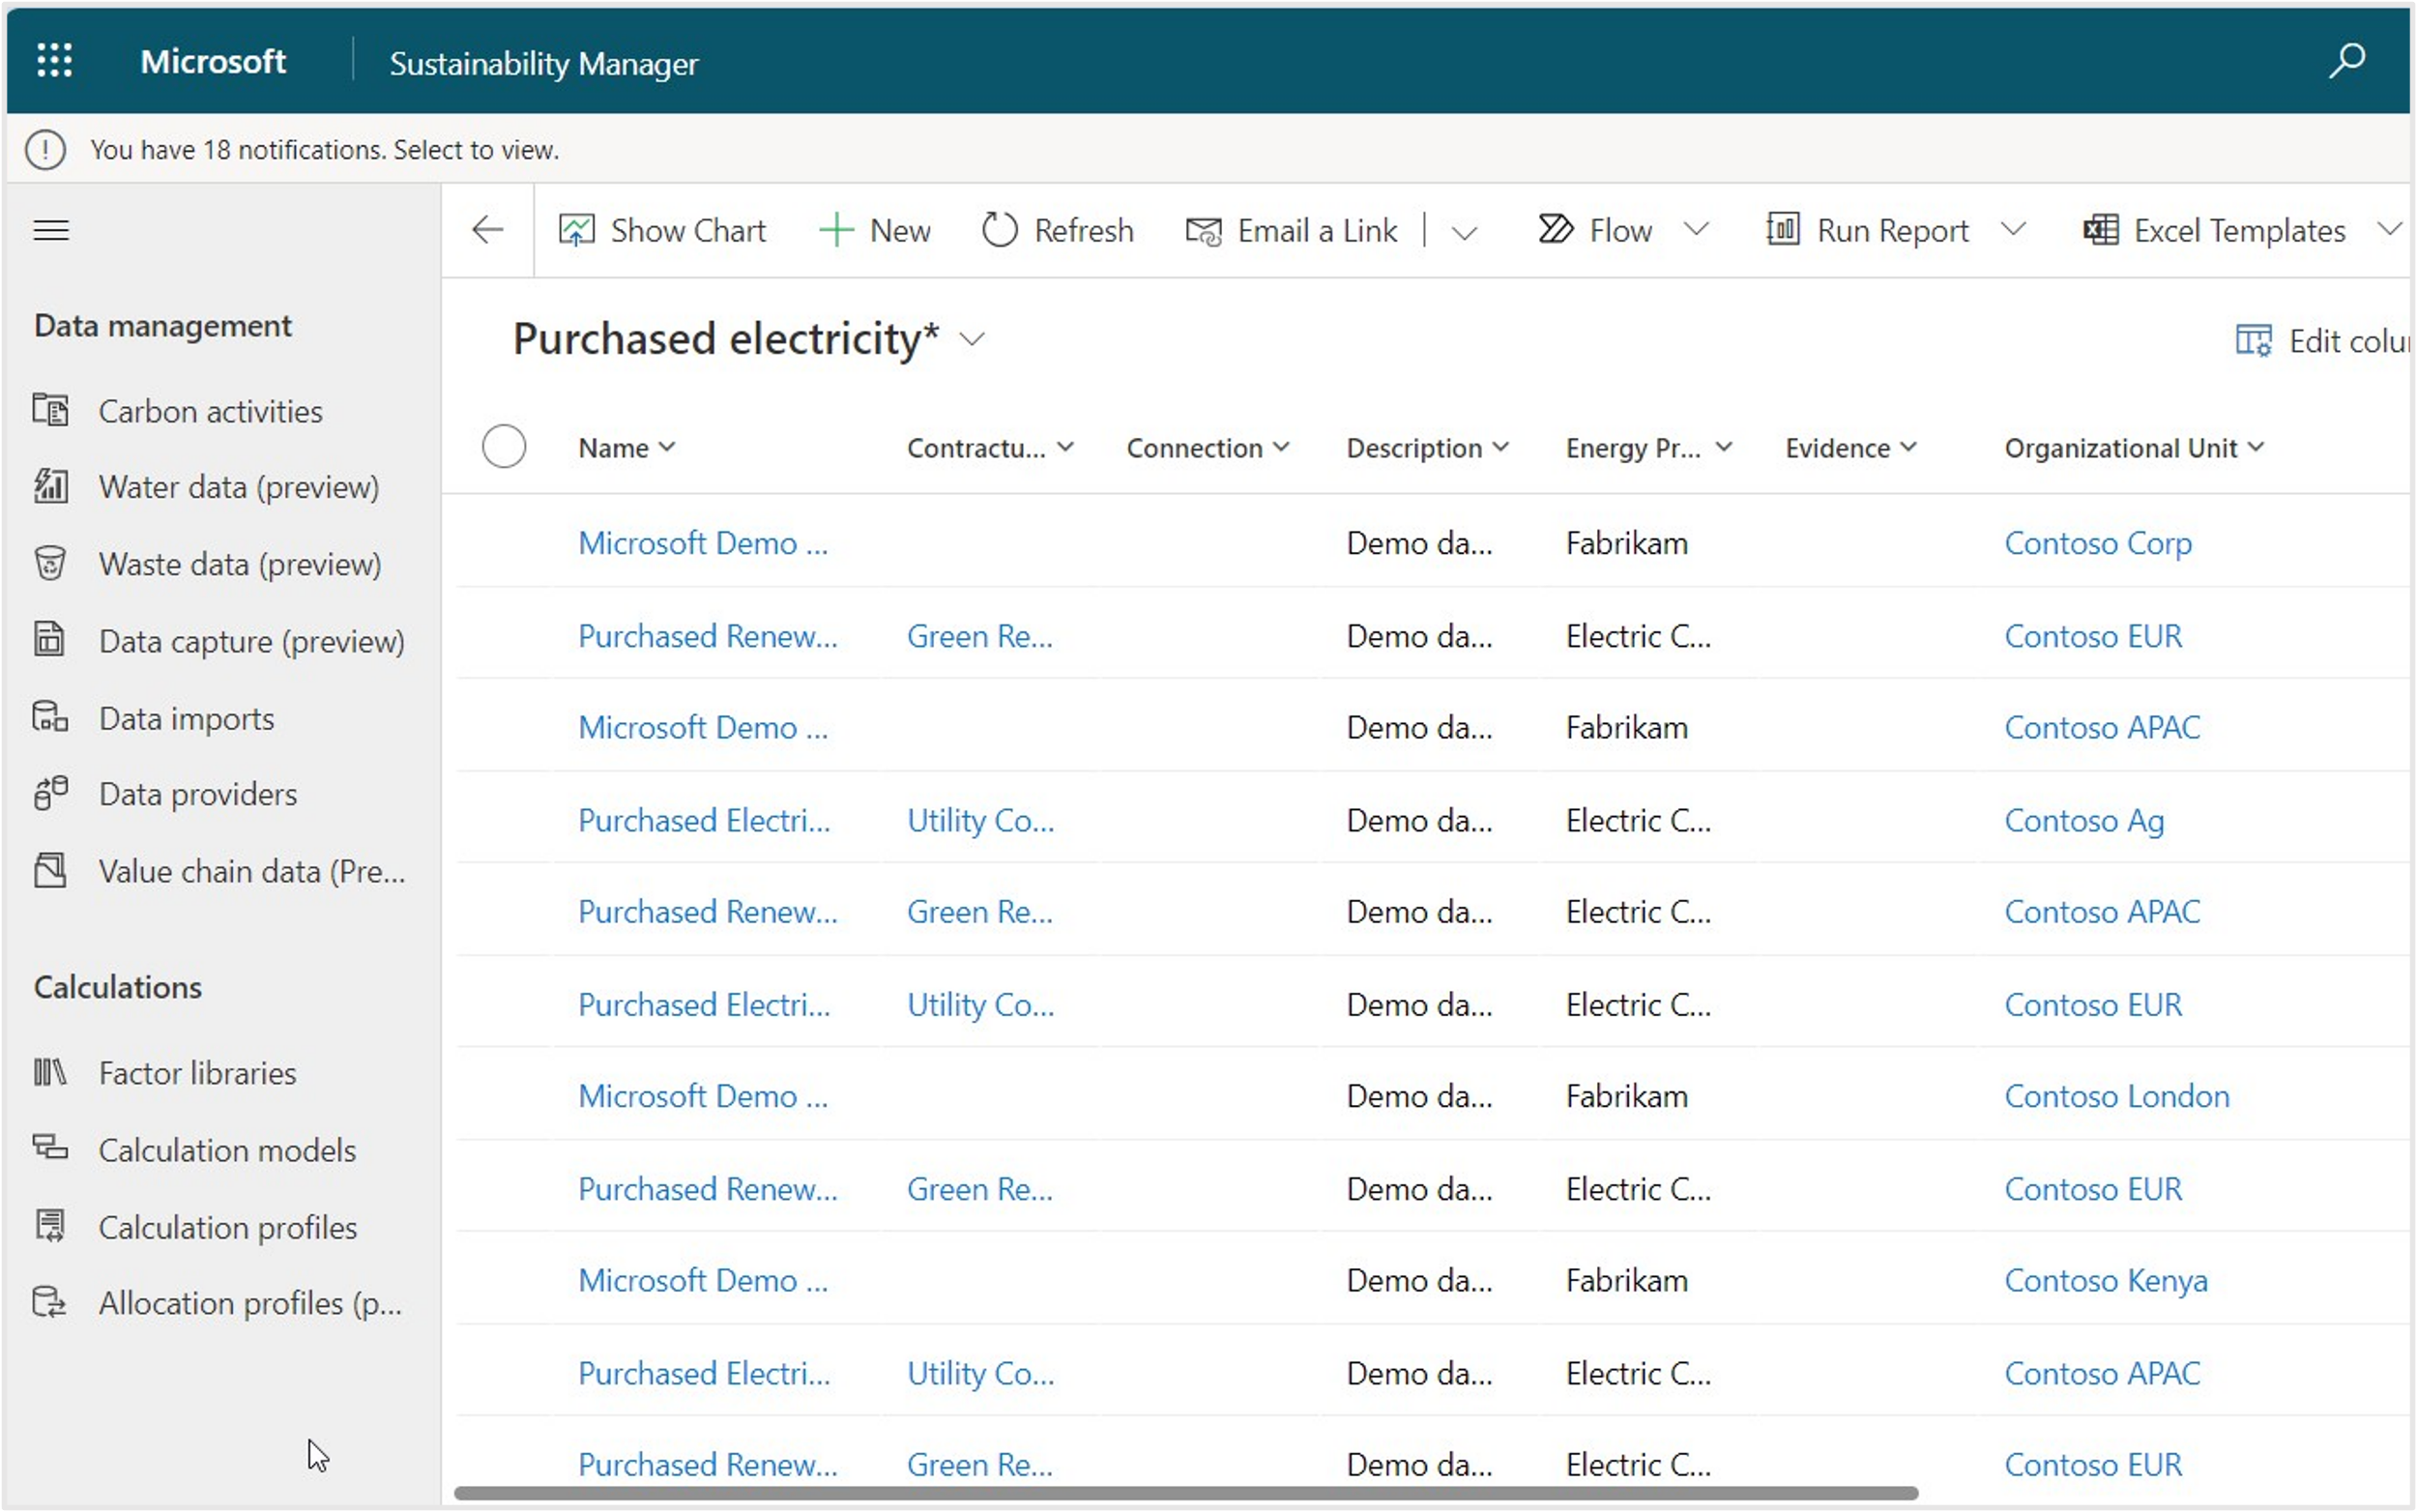 Microsoft | Sustainability Manager
You have 18 notifications. Select to view.
Show Chart New Refresh Email a Link Flow Run Report Excel Templates
Data management
Carbon activities
Water data (preview)
Waste data (preview)
Data capture (preview)
Data imports
Data providers
Value chain data (Pre...
Calculations
Factor libraries
Calculation models
Calculation profiles
Allocation profiles (p...
Purchased electricity*
Edit colu
Name Contractu... Connection Description Energy Pr... Evidence Organizational Unit
Microsoft Demo ... Demo da... Fabrikam Contoso Corp
Purchased Renew... Green Re... Demo da... Electric C... Contoso EUR
Microsoft Demo ... Demo da... Fabrikam Contoso APAC
Purchased Electri... Utility Co... Demo da... Electric C... Contoso Ag
Purchased Renew... Green Re... Demo da... Electric C... Contoso APAC
Purchased Electri... Utility Co... Demo da... Electric C... Contoso EUR
Microsoft Demo ... Demo da... Fabrikam Contoso London
Purchased Renew... Green Re... Demo da... Electric C... Contoso EUR
Microsoft Demo ... Demo da... Fabrikam Contoso Kenya
Purchased Electri... Utility Co... Demo da... Electric C... Contoso APAC
Purchased Renew... Green Re... Demo da... Electric C... Contoso EUR